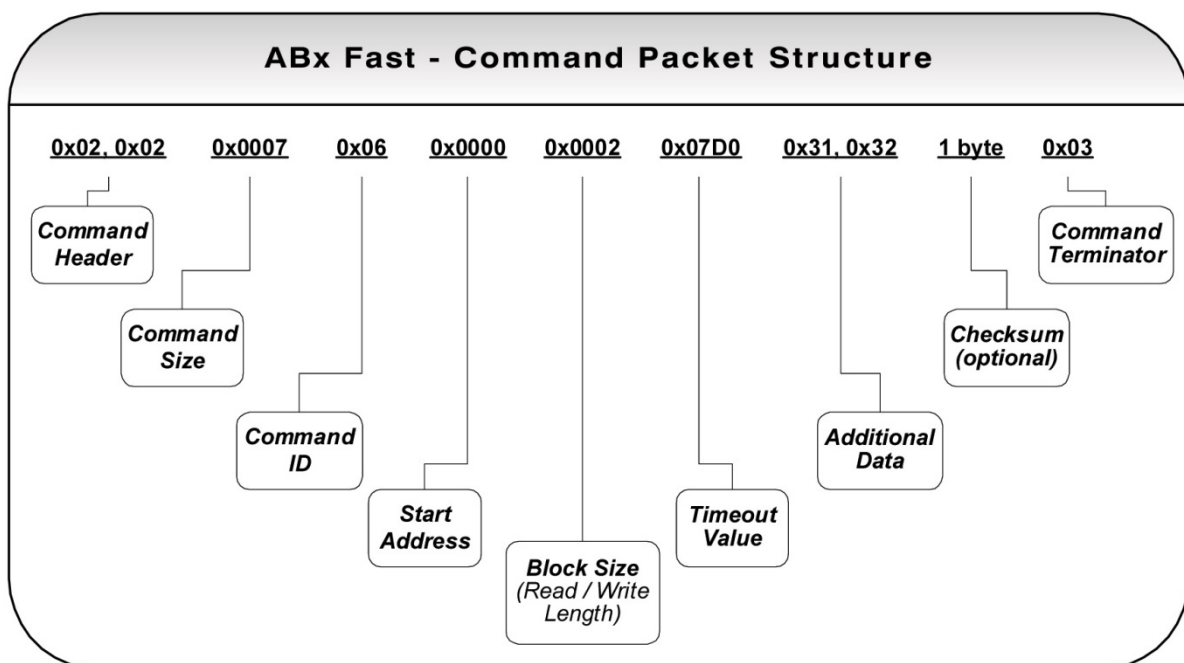 ABx Fast - Command Packet Structure
0x02, 0x02 0x0007 0x06 0x0000 0x0002 0x07D0 0x31, 0x32 1 byte 0x03
Command
Header
Command
Size
Command
ID
Start
Address
Block Size
(Read / Write
Length)
Timeout
Value
Additional
Data
Checksum
(optional)
Command
Terminator